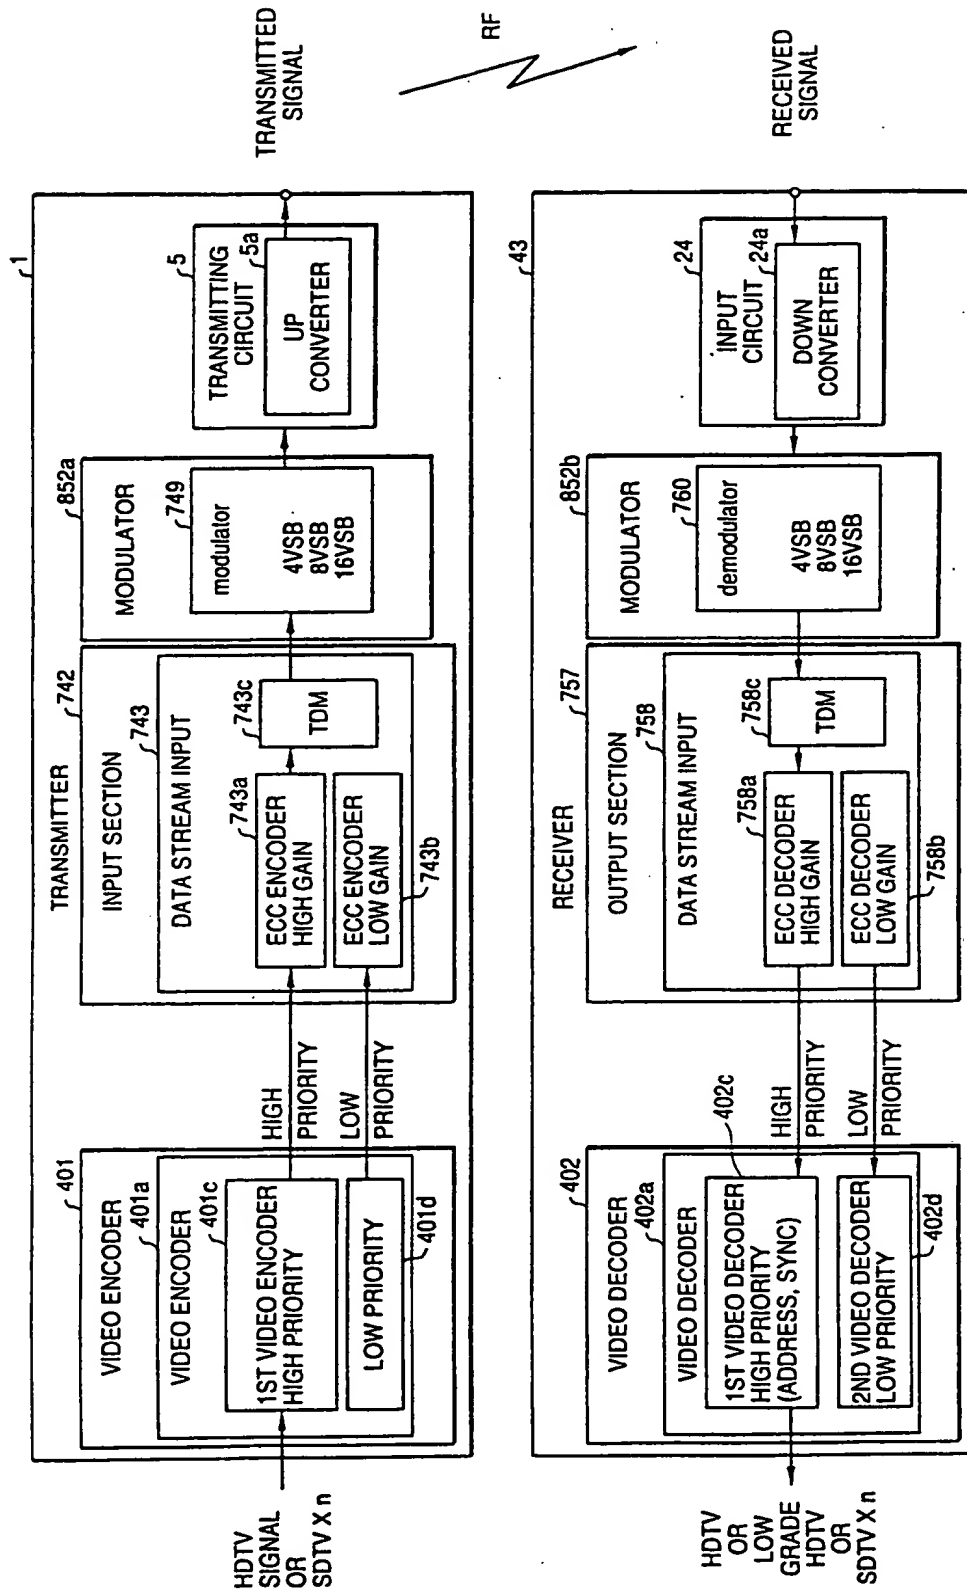 1
TRANSMITTER
401
VIDEO ENCODER
401a
VIDEO ENCODER
401c
1ST VIDEO ENCODER
HIGH PRIORITY
LOW PRIORITY
401d
HDTV
SIGNAL
OR
SDTV X n
HIGH
PRIORITY
LOW
PRIORITY
742
INPUT SECTION
743
DATA STREAM INPUT
743a
ECC ENCODER
HIGH GAIN
ECC ENCODER
LOW GAIN
743b
743c
TDM
852a
MODULATOR
749
modulator
4VSB
8VSB
16VSB
5
TRANSMITTING
CIRCUIT
5a
UP
CONVERTER
TRANSMITTED
SIGNAL
RF
43
RECEIVER
402
VIDEO DECODER
402a
VIDEO DECODER
402c
1ST VIDEO DECODER
HIGH PRIORITY
(ADDRESS, SYNC)
2ND VIDEO DECODER
LOW PRIORITY
402d
HDTV
OR
LOW
GRADE
HDTV
OR
SDTV X n
HIGH
PRIORITY
LOW
PRIORITY
757
OUTPUT SECTION
758
DATA STREAM INPUT
758a
ECC DECODER
HIGH GAIN
ECC DECODER
LOW GAIN
758b
758c
TDM
852b
MODULATOR
760
demodulator
4VSB
8VSB
16VSB
24
INPUT
CIRCUIT
24a
DOWN
CONVERTER
RECEIVED
SIGNAL